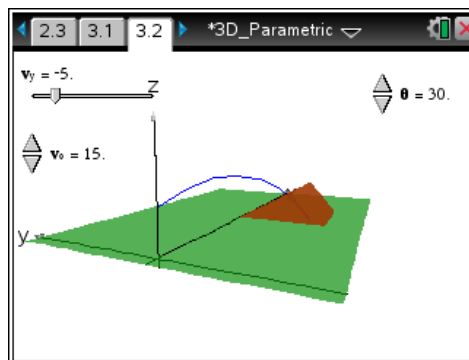 2.3 3.1 3.2 *3D_Parametric
vy = -5.
z
θ = 30.
v₀ = 15.
y